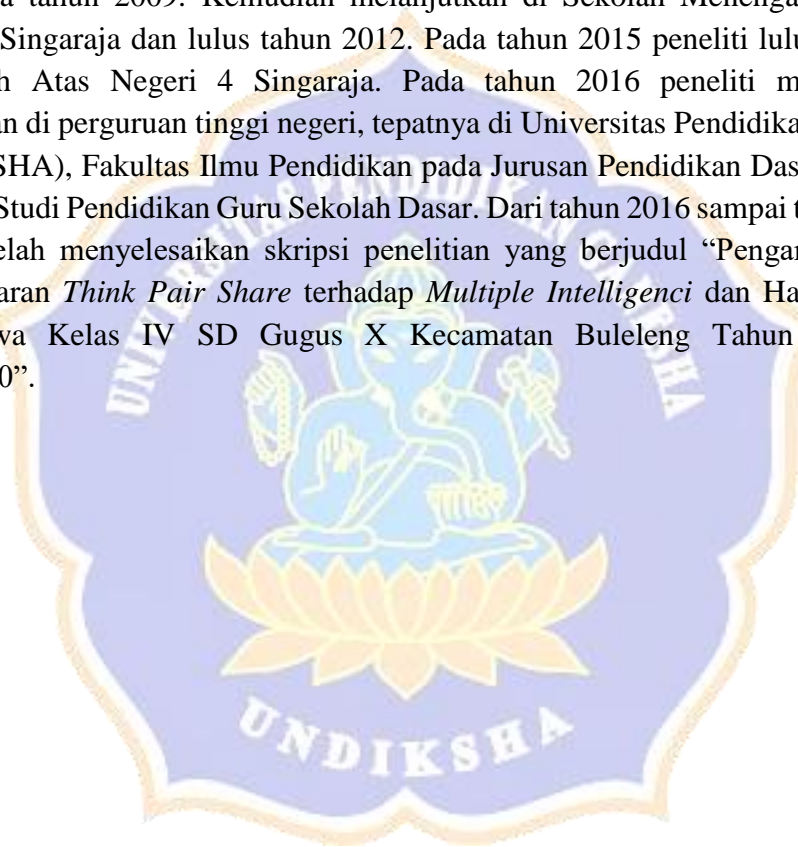 a tahun 2009. Kemudian melanjutkan di Sekolah Menenga
Singaraja dan lulus tahun 2012. Pada tahun 2015 peneliti lulu
h Atas Negeri 4 Singaraja. Pada tahun 2016 peneliti m
an di perguruan tinggi negeri, tepatnya di Universitas Pendidika
SHA), Fakultas Ilmu Pendidikan pada Jurusan Pendidikan Das
Studi Pendidikan Guru Sekolah Dasar. Dari tahun 2016 sampai t
elah menyelesaikan skripsi penelitian yang berjudul “Pengar
aran Think Pair Share terhadap Multiple Intelligenci dan Ha
va Kelas IV SD Gugus X Kecamatan Buleleng Tahun
0”.
UNIVERSITAS PENDIDIKAN GANESHA
UNDIKSHA